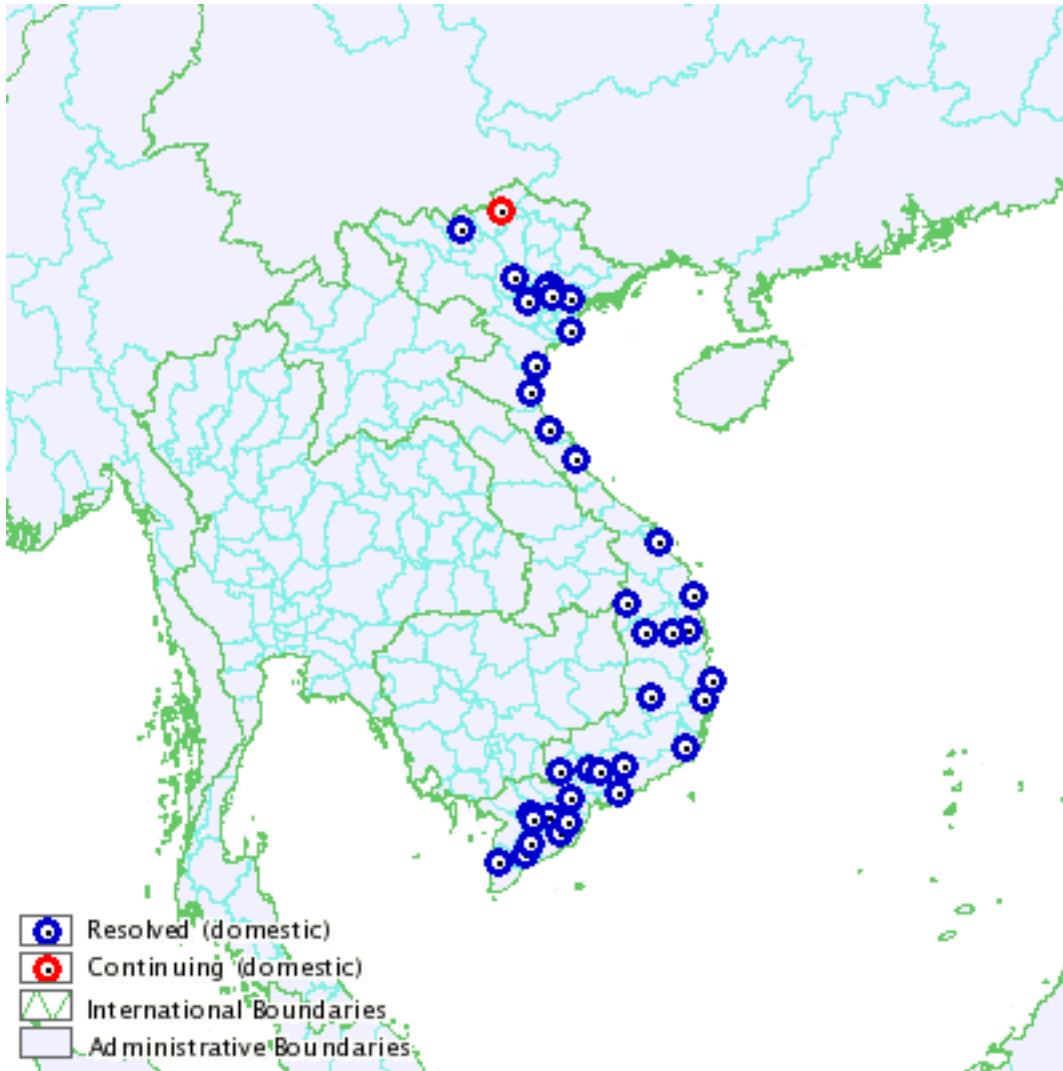 Resolved (domestic)
Continuing (domestic)
International Boundaries
Administrative Boundaries